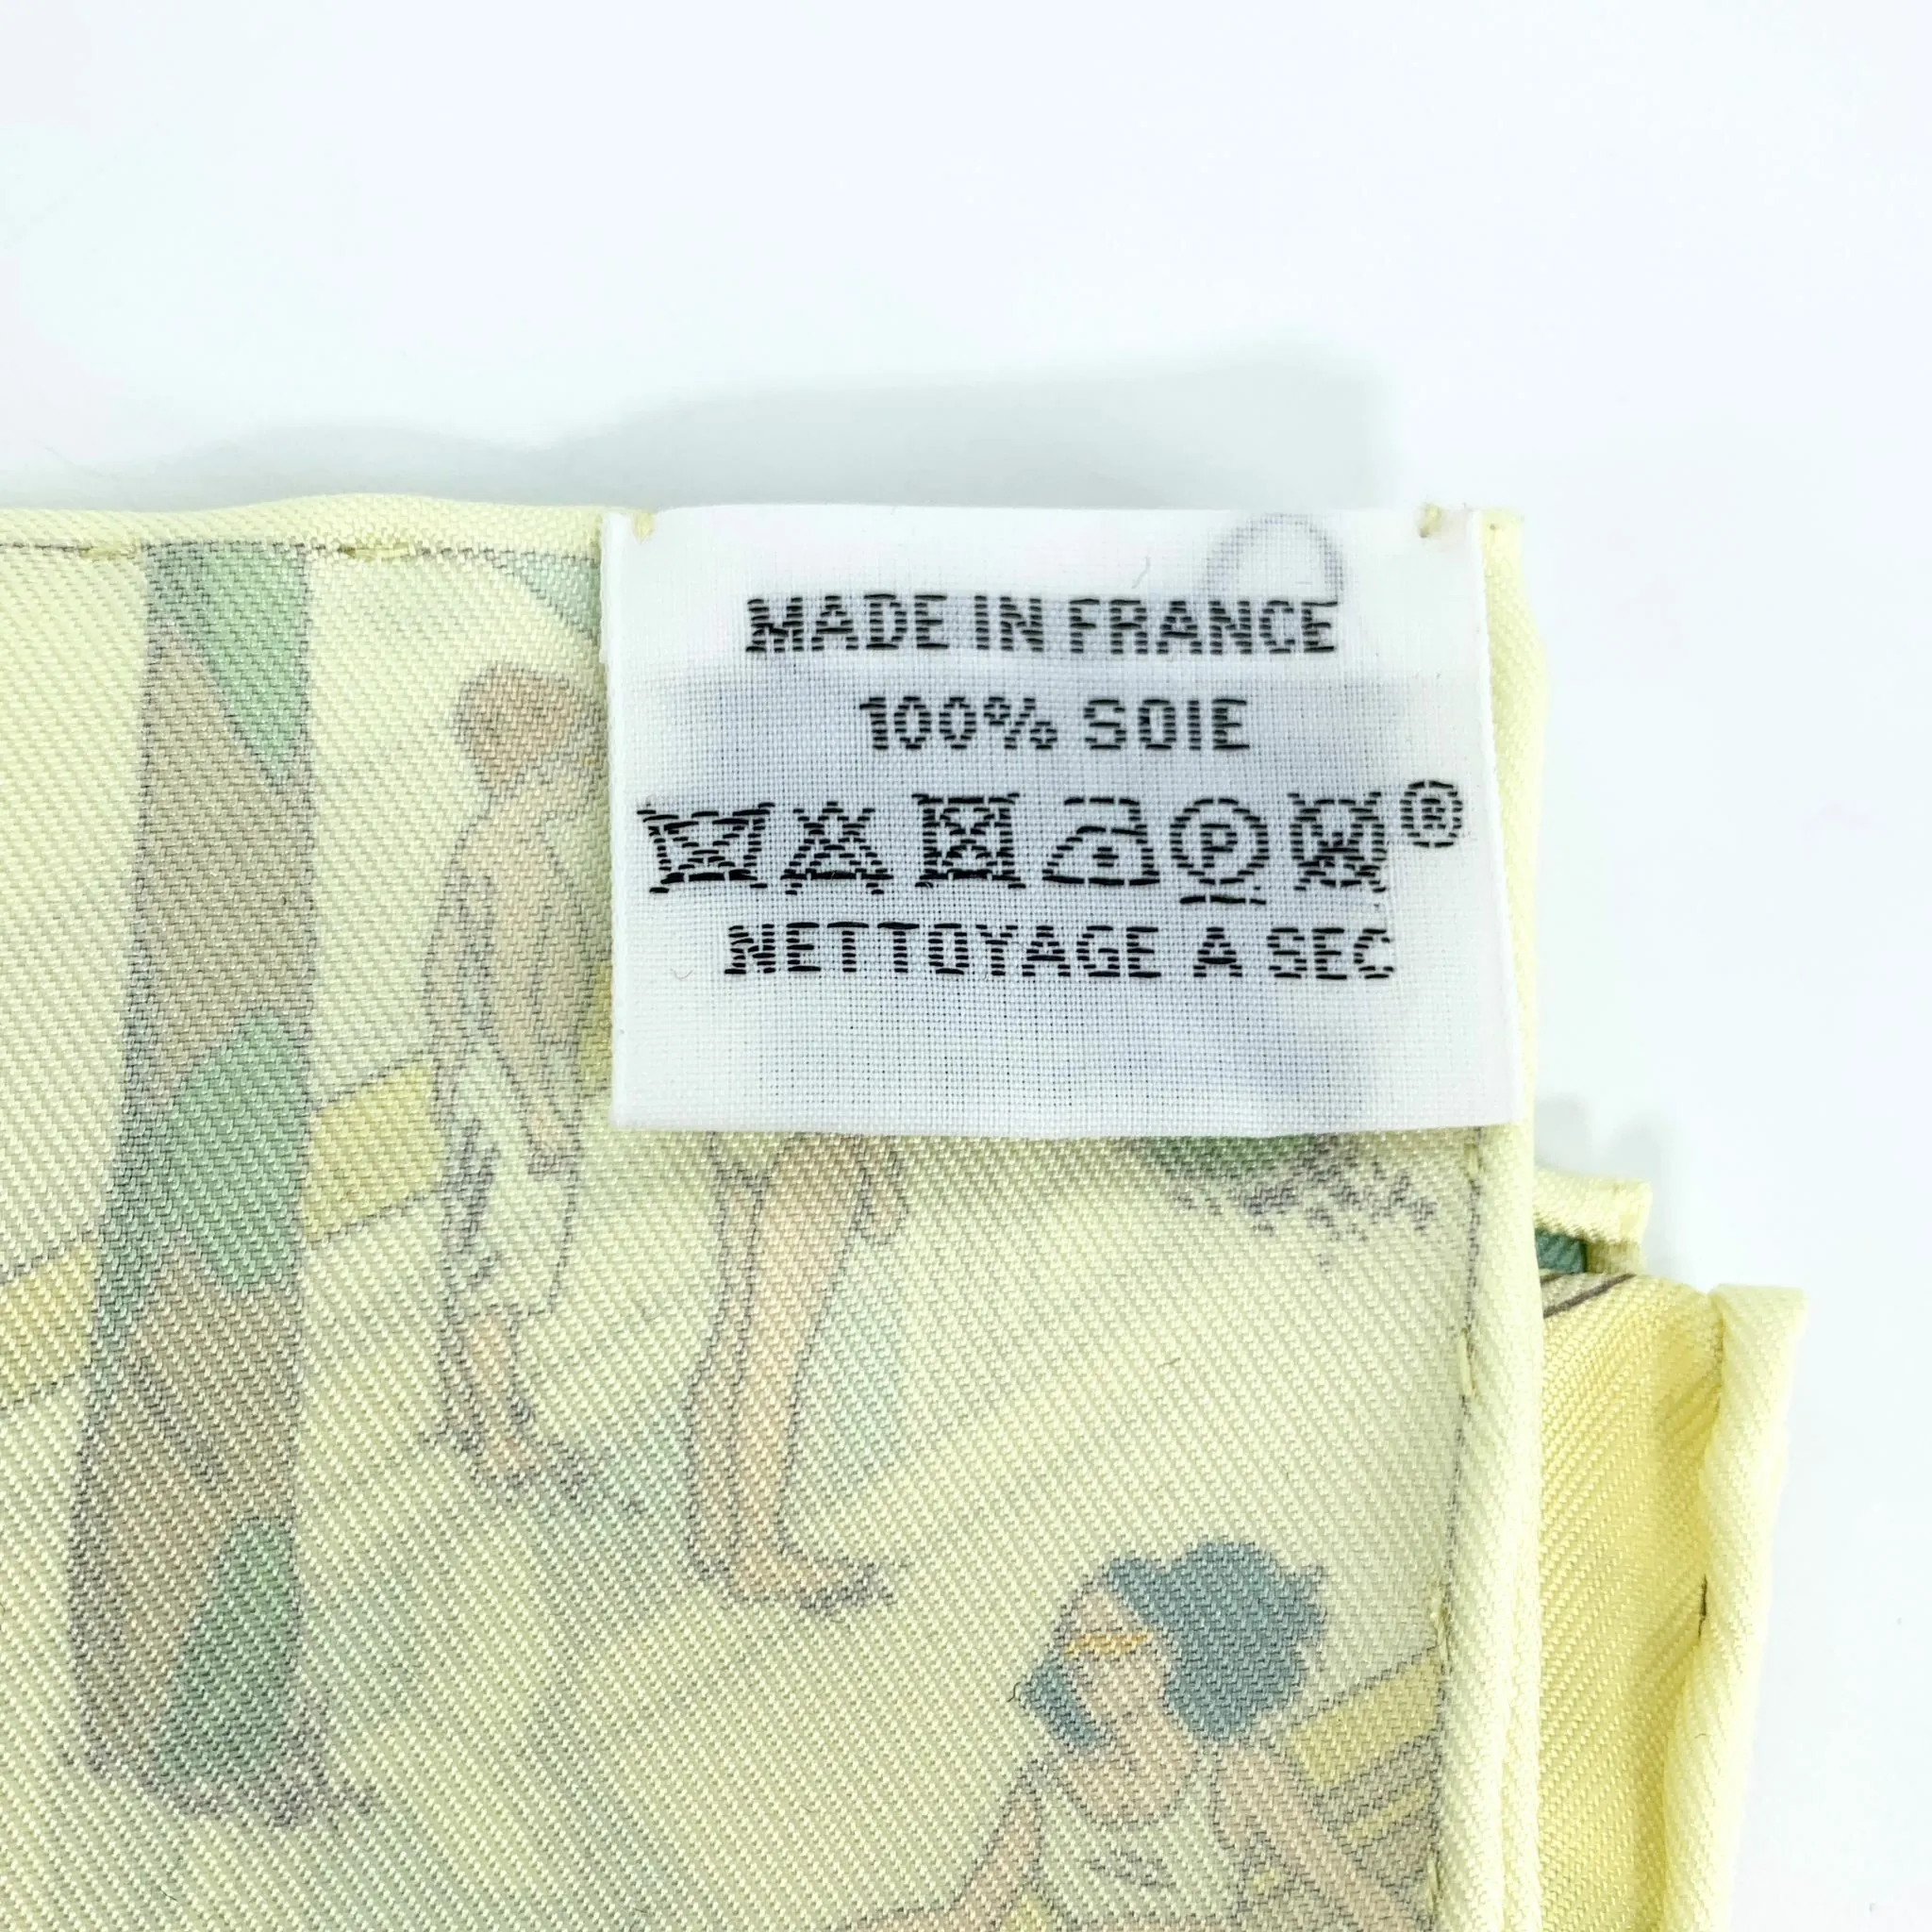 MADE IN FRANCE
100% SOIE
P ®
NETTOYAGE A SEC